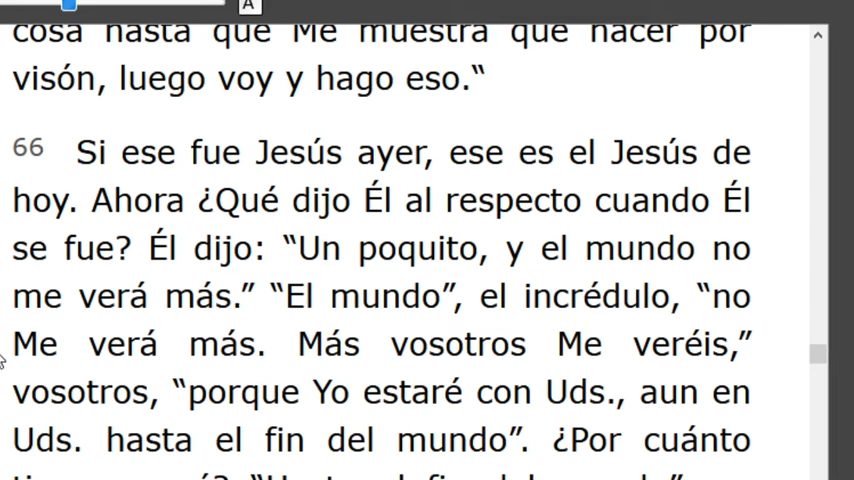 A
cosa hasta que Me muestra que hacer por
visón, luego voy y hago eso.‟
66 Si ese fue Jesús ayer, ese es el Jesús de
hoy. Ahora ¿Qué dijo Él al respecto cuando Él
se fue? Él dijo: “Un poquito, y el mundo no
me verá más.” “El mundo”, el incrédulo, “no
Me verá más. Más vosotros Me veréis,”
vosotros, “porque Yo estaré con Uds., aun en
Uds. hasta el fin del mundo”. ¿Por cuánto